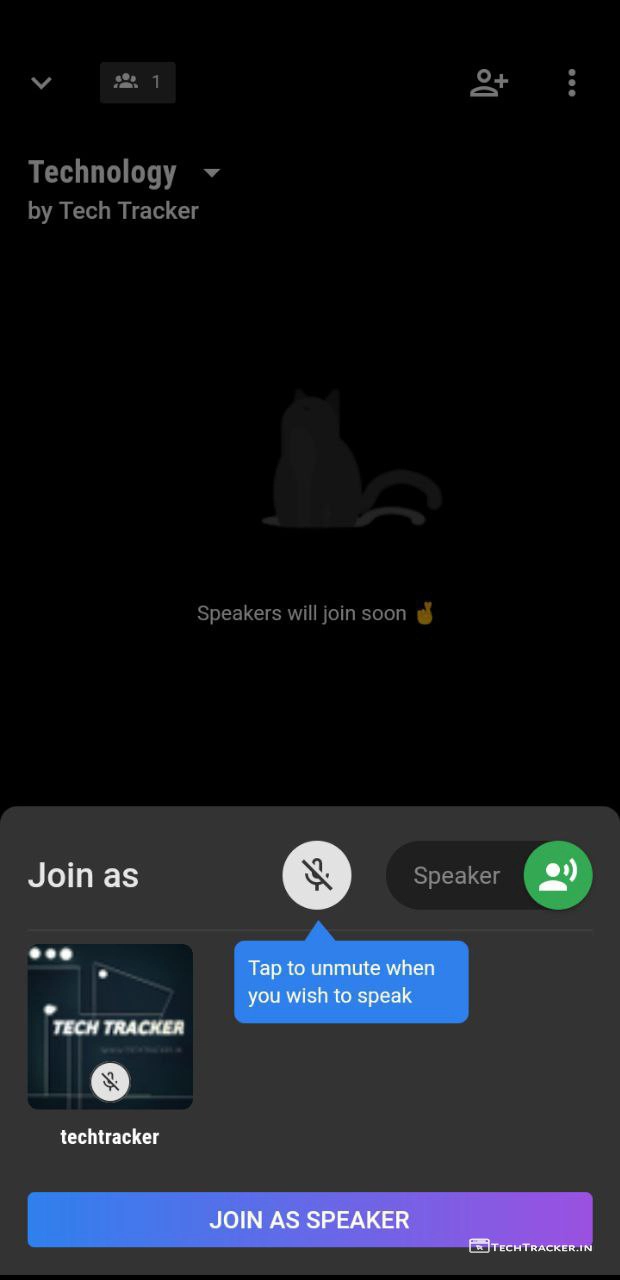 1
Technology
by Tech Tracker
Speakers will join soon 🤞
Join as
Speaker
Tap to unmute when
you wish to speak
TECH TRACKER
techtracker
JOIN AS SPEAKER
TECHTRACKER.IN